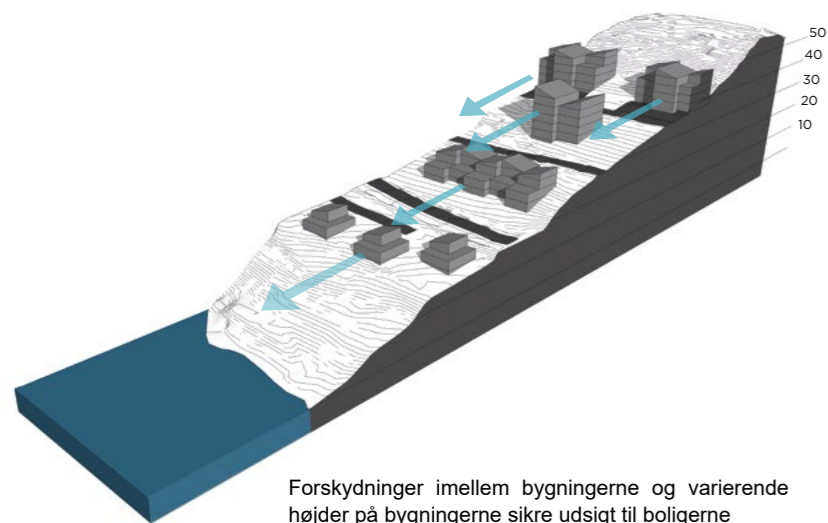 50
40
30
20
10
Forskydninger imellem bygningerne og varierende
højder på bygningerne sikre udsigt til boligerne